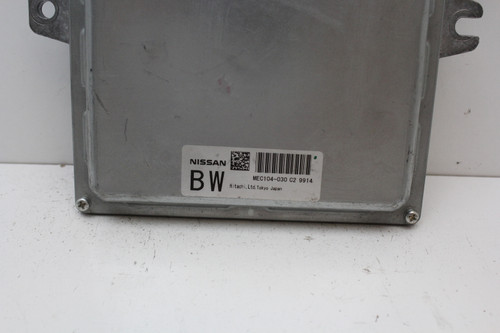 NISSAN
BW
MEC104-030 C2 9914
Hitachi,Ltd.Tokyo Japan